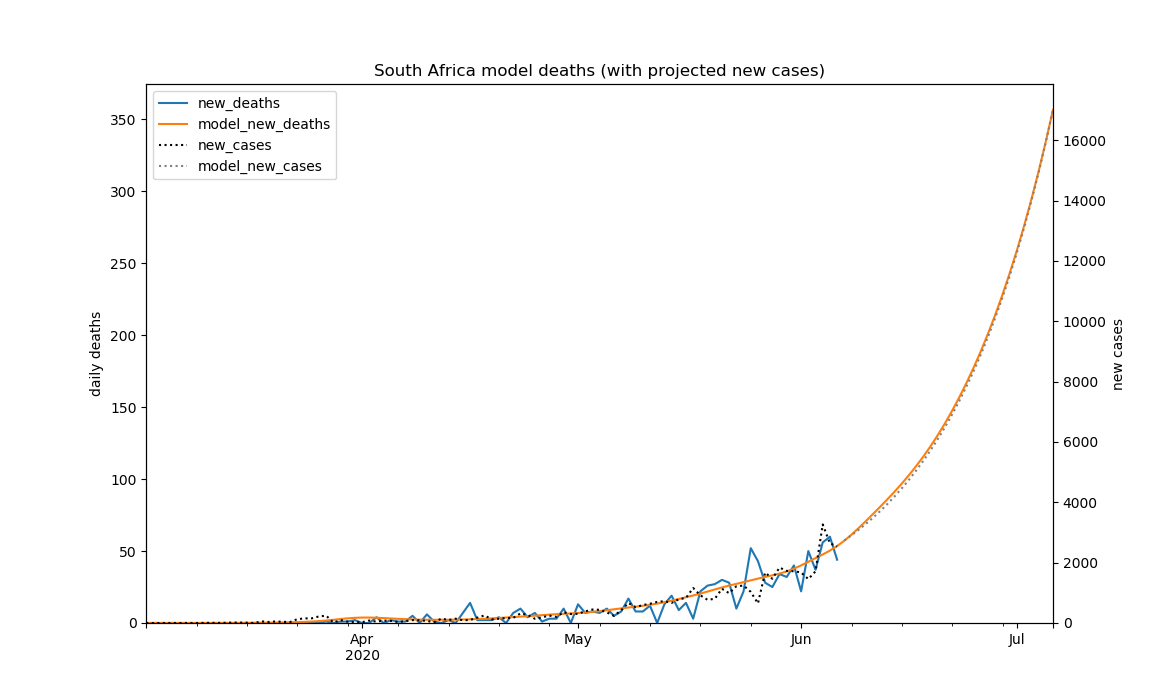 South Africa model deaths (with projected new cases)
new_deaths
model_new_deaths
new_cases
model_new_cases
350
300
250
200
150
100
50
0
daily deaths
16000
14000
12000
10000
8000
6000
4000
2000
0
new cases
Apr
2020
May
Jun
Jul